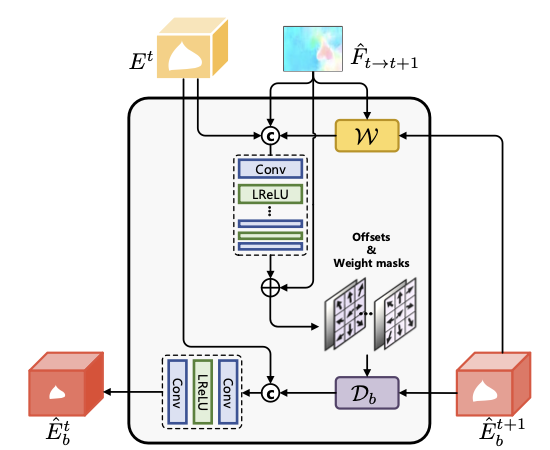 E^t
F̂_{t→t+1}
C
𝒲
Conv
LReLU
Offsets
&
Weight masks
Conv
LReLU
Conv
C
𝒟_b
Ê_b^t
Ê_b^{t+1}